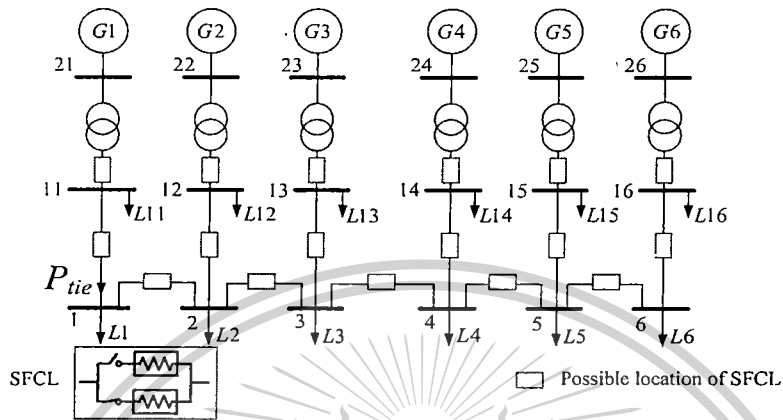 G1 G2 G3 G4 G5 G6
21 22 23 24 25 26
11 12 13 14 15 16
L11 L12 L13 L14 L15 L16
P_tie
1 2 3 4 5 6
L1 L2 L3 L4 L5 L6
SFCL
Possible location of SFCL